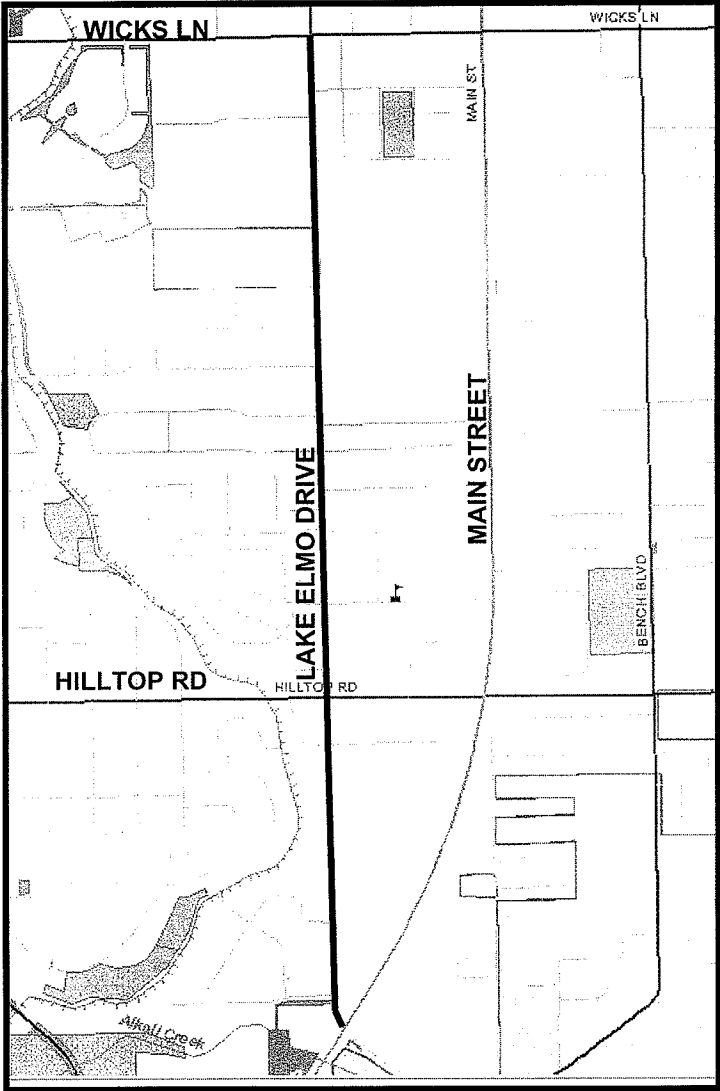 WICKS LN
WICKS LN
MAIN ST
MAIN STREET
LAKE ELMO DRIVE
BENCH BLVD
HILLTOP RD
HILLTOP RD
Alkali Creek